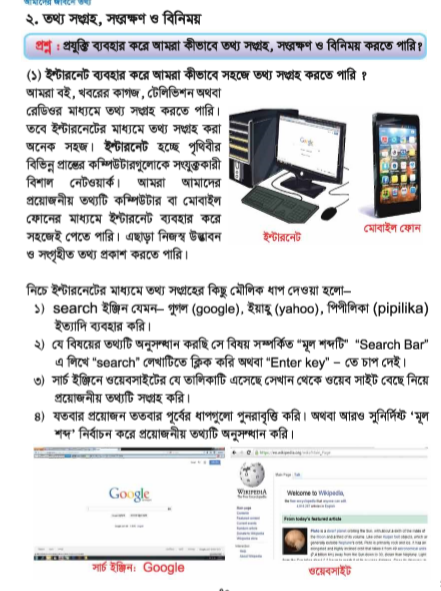 ২. তথ্য সংগ্রহ, সংরক্ষণ ও বিনিময়
প্রশ্ন : প্রযুক্তি ব্যবহার করে আমরা কীভাবে তথ্য সংগ্রহ, সংরক্ষণ ও বিনিময় করতে পারি?
(১) ইন্টারনেট ব্যবহার করে আমরা কীভাবে সহজে তথ্য সংগ্রহ করতে পারি ?
আমরা বই, খবরের কাগজ, টেলিভিশন অথবা
রেডিওর মাধ্যমে তথ্য সংগ্রহ করতে পারি।
তবে ইন্টারনেটের মাধ্যমে তথ্য সংগ্রহ করা
অনেক সহজ। ইন্টারনেট হচ্ছে পৃথিবীর
বিভিন্ন প্রান্তের কম্পিউটারগুলোকে সংযুক্তকারী
বিশাল নেটওয়ার্ক। আমরা আমাদের
প্রয়োজনীয় তথ্যটি কম্পিউটার বা মোবাইল
ফোনের মাধ্যমে ইন্টারনেট ব্যবহার করে
সহজেই পেতে পারি। এছাড়া নিজস্ব উদ্ভাবন
ও সংগৃহীত তথ্য প্রকাশ করতে পারি।
ইন্টারনেট
মোবাইল ফোন
নিচে ইন্টারনেটের মাধ্যমে তথ্য সংগ্রহের কিছু মৌলিক ধাপ দেওয়া হলো—
১) search ইঞ্জিন যেমন– গুগল (google), ইয়াহু (yahoo), পিপীলিকা (pipilika)
ইত্যাদি ব্যবহার করি।
২) যে বিষয়ের তথ্যটি অনুসন্ধান করছি সে বিষয় সম্পর্কিত “মূল শব্দটি” “Search Bar”
এ লিখে “search” লেখাটিতে ক্লিক করি অথবা “Enter key” – তে চাপ দেই।
৩) সার্চ ইঞ্জিনে ওয়েবসাইটের যে তালিকাটি এসেছে সেখান থেকে ওয়েব সাইট বেছে নিয়ে
প্রয়োজনীয় তথ্যটি সংগ্রহ করি।
৪) যতবার প্রয়োজন ততবার পূর্বের ধাপগুলো পুনরাবৃত্তি করি। অথবা আরও সুনির্দিষ্ট ‘মূল
শব্দ’ নির্বাচন করে প্রয়োজনীয় তথ্যটি অনুসন্ধান করি।
Google
WIKIPEDIA
Main Page
Welcome to Wikipedia,
From today's featured article
সার্চ ইঞ্জিন: Google
ওয়েবসাইট